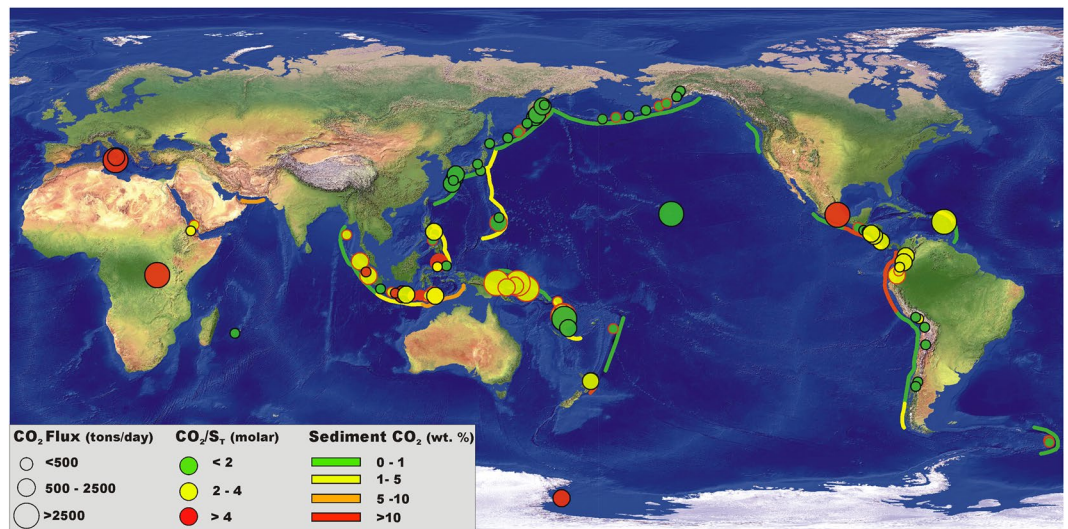 CO₂ Flux (tons/day)
CO₂/Sᴛ (molar)
Sediment CO₂ (wt. %)
<500
< 2
0 - 1
1- 5
500 - 2500
2 - 4
5 -10
>2500
> 4
>10